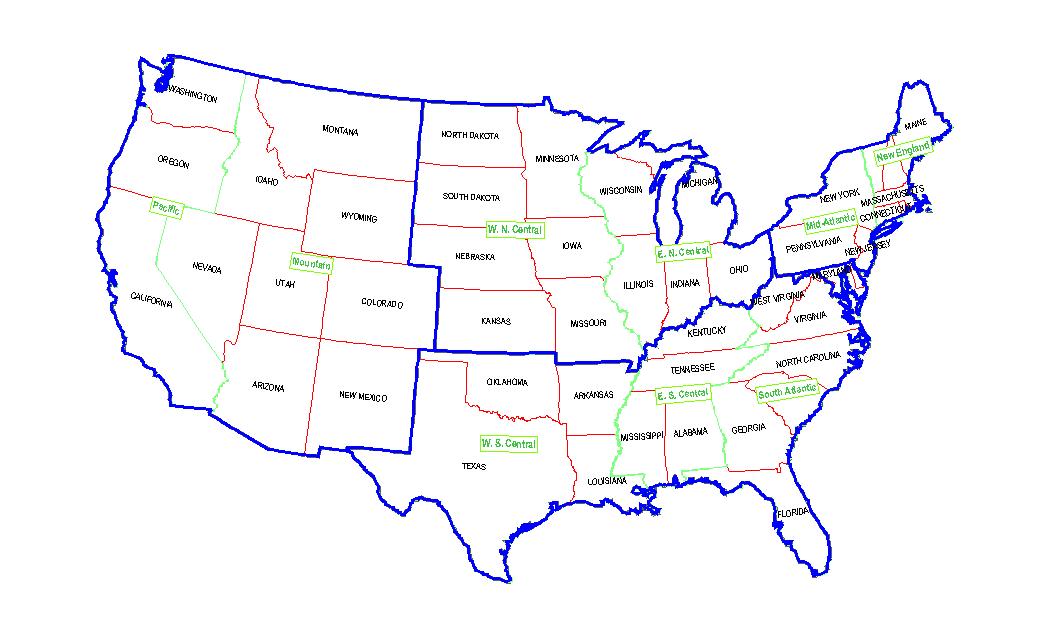 MAINE
WASHINGTON
MONTANA
NORTH DAKOTA
MINNESOTA
New England
OREGON
IDAHO
WISCONSIN
MICHIGAN
SOUTH DAKOTA
NEW YORK
MASSACHUSETTS
Pacific
WYOMING
CONNECTICUT
W. N. Central
Mid-Atlantic
IOWA
PENNSYLVANIA
NEW JERSEY
E. N. Central
NEBRASKA
Mountain
NEVADA
OHIO
MARYLAND
UTAH
ILLINOIS
INDIANA
CALIFORNIA
COLORADO
WEST VIRGINIA
KANSAS
MISSOURI
VIRGINIA
KENTUCKY
NORTH CAROLINA
TENNESSEE
ARIZONA
OKLAHOMA
NEW MEXICO
ARKANSAS
E. S. Central
South Atlantic
MISSISSIPPI
ALABAMA
GEORGIA
W. S. Central
TEXAS
LOUISIANA
FLORIDA